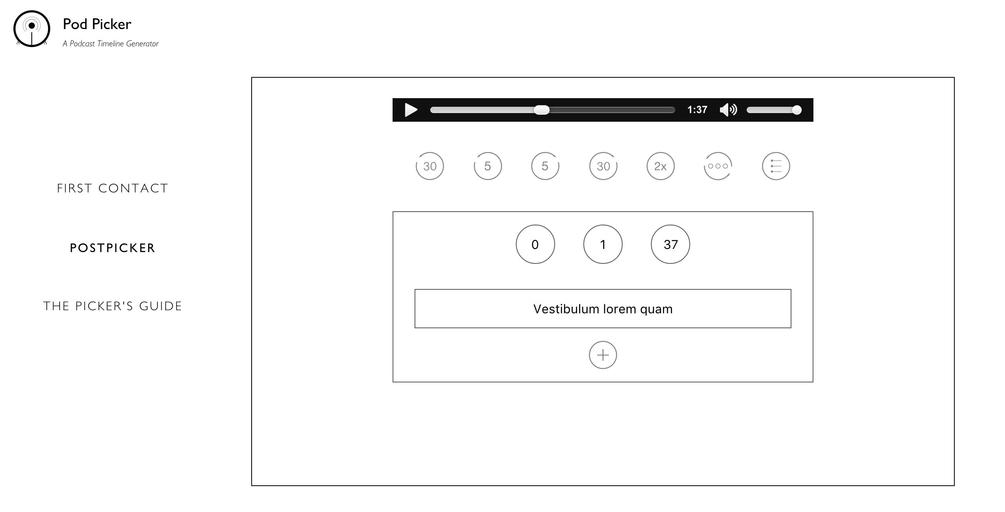 Pod Picker
A Podcast Timeline Generator
FIRST CONTACT
POSTPICKER
THE PICKER'S GUIDE
1:37
30 5 5 30 2x
0 1 37
Vestibulum lorem quam